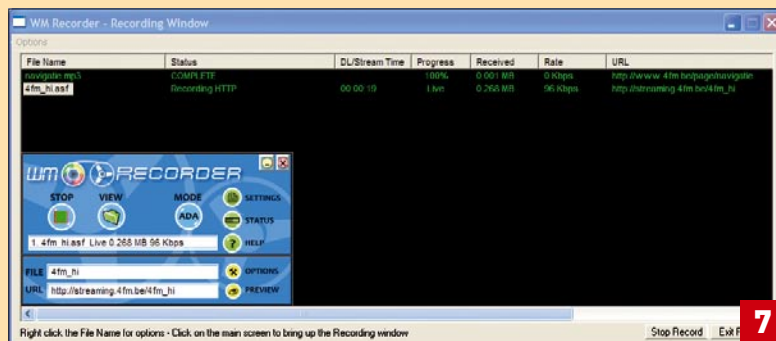 WM Recorder - Recording Window
Options
File Name Status DL/Stream Time Progress Received Rate URL
navigatie.mp3 COMPLETE 100% 0.001 MB 0 Kbps http://www.4fm.be/page/navigatie
4fm_hi.asf Recording HTTP 00:00:19 Live 0.268 MB 96 Kbps http://streaming.4fm.be/4fm_hi
WM RECORDER
STOP VIEW MODE SETTINGS
ADA STATUS
1. 4fm_hi.asf Live 0.268 MB 96 Kbps ? HELP
FILE 4fm_hi OPTIONS
URL http://streaming.4fm.be/4fm_hi PREVIEW
Right click the File Name for options - Click on the main screen to bring up the Recording window Stop Record Exit
7